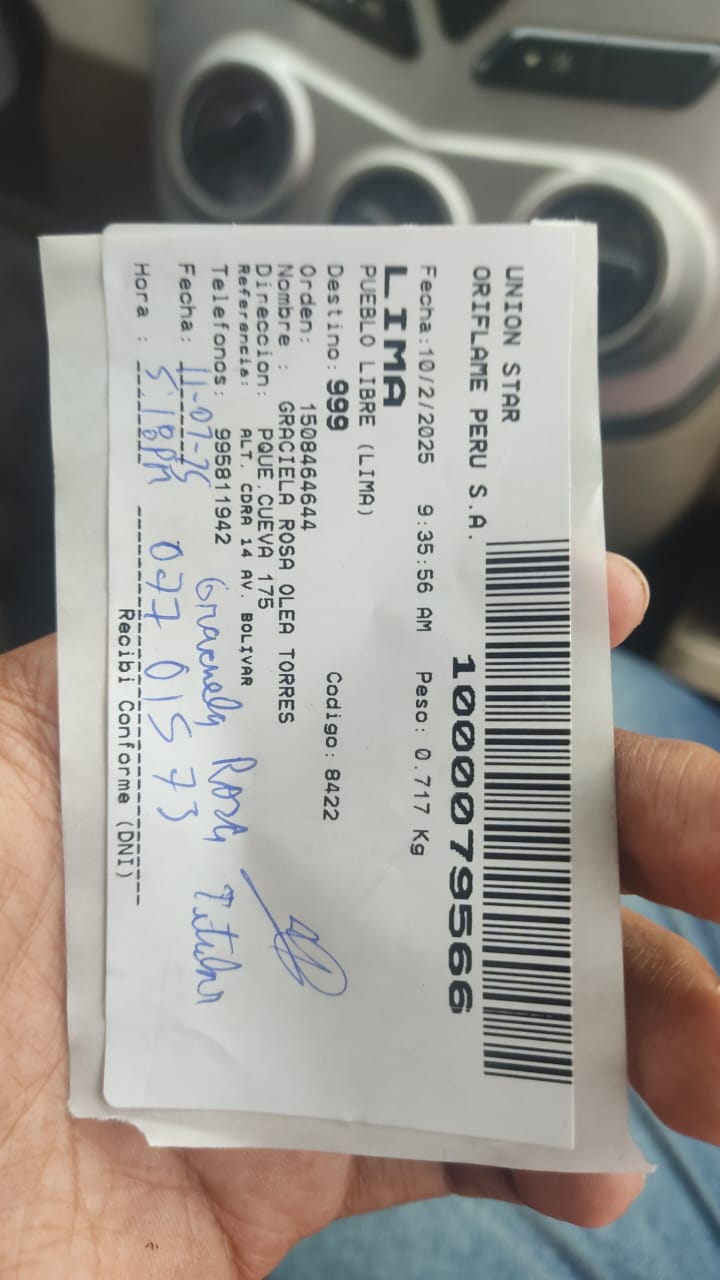 UNION STAR
ORIFLAME PERU S.A.
1000079566
Fecha:10/2/2025 9:35:56 AM Peso: 0.717 Kg
LIMA
PUEBLO LIBRE (LIMA)
Destino: 999 Codigo: 8422
Orden: 1508464644
Nombre : GRACIELA ROSA OLEA TORRES
Direccion: PQUE.CUEVA 175
Referencia: ALT. CDRA 14 AV. BOLIVAR
Telefonos: 995811942
Rosa Titular
Fecha: 11-02-25
Hora : 5:18PM 07701573
Recibi Conforme (DNI)